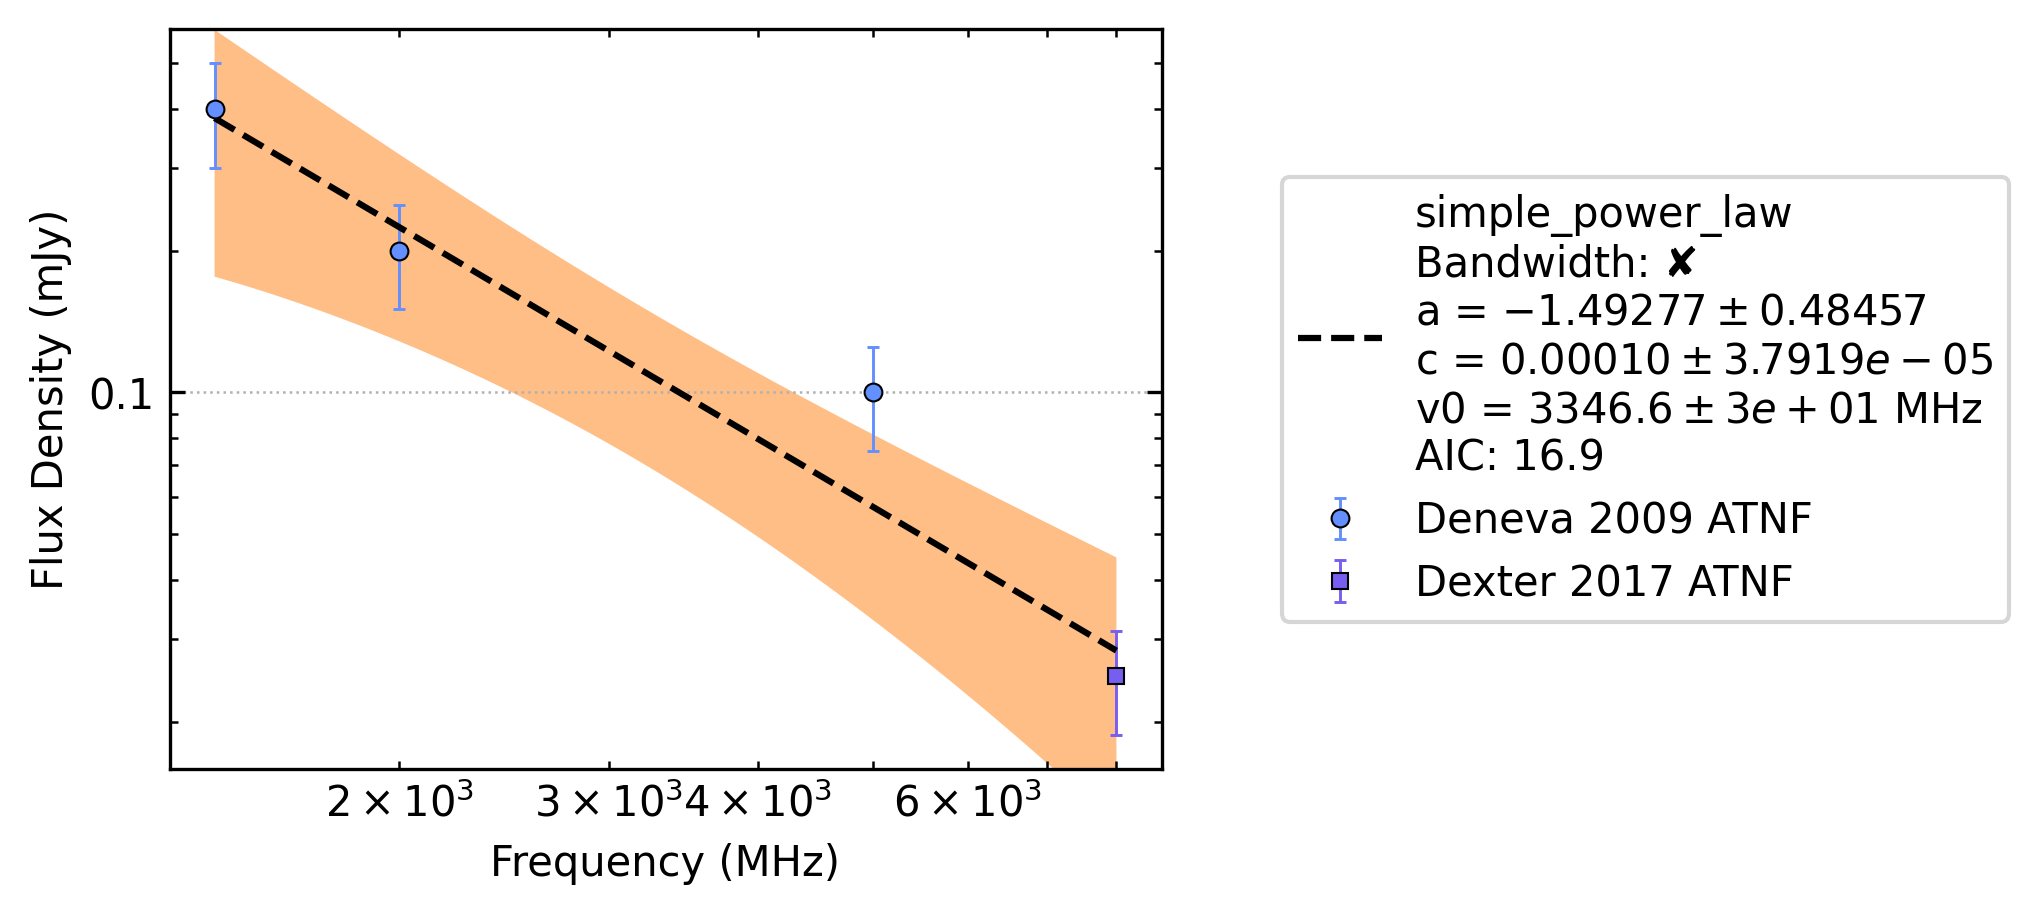 Flux Density (mJy)
0.1
2 × 10³
3 × 10³
4 × 10³
6 × 10³
Frequency (MHz)
simple_power_law
Bandwidth: ✘
a = −1.49277 ± 0.48457
c = 0.00010 ± 3.7919e − 05
v0 = 3346.6 ± 3e + 01 MHz
AIC: 16.9
Deneva 2009 ATNF
Dexter 2017 ATNF